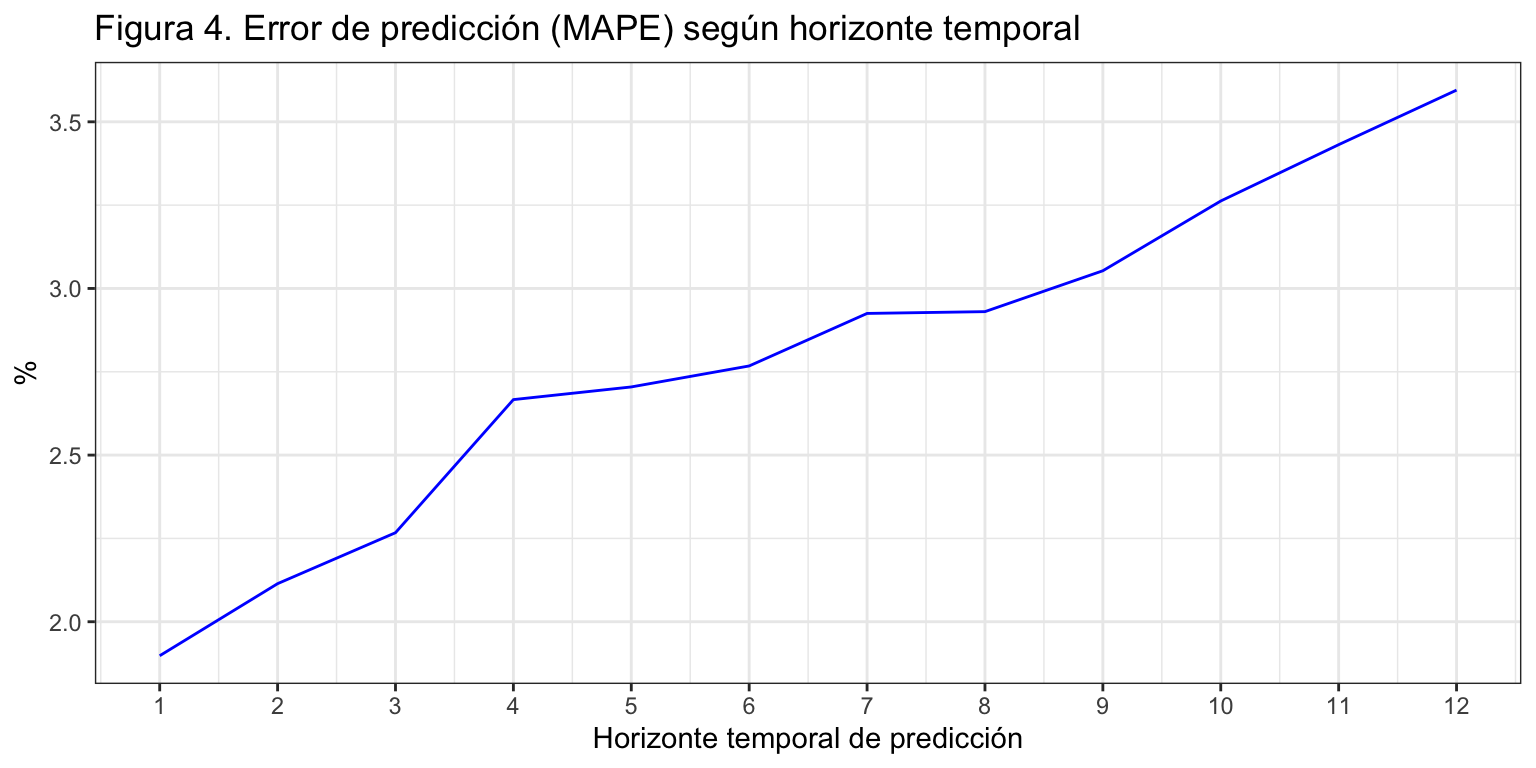 Figura 4. Error de predicción (MAPE) según horizonte temporal
3.5
3.0
2.5
2.0
%
1 2 3 4 5 6 7 8 9 10 11 12
Horizonte temporal de predicción